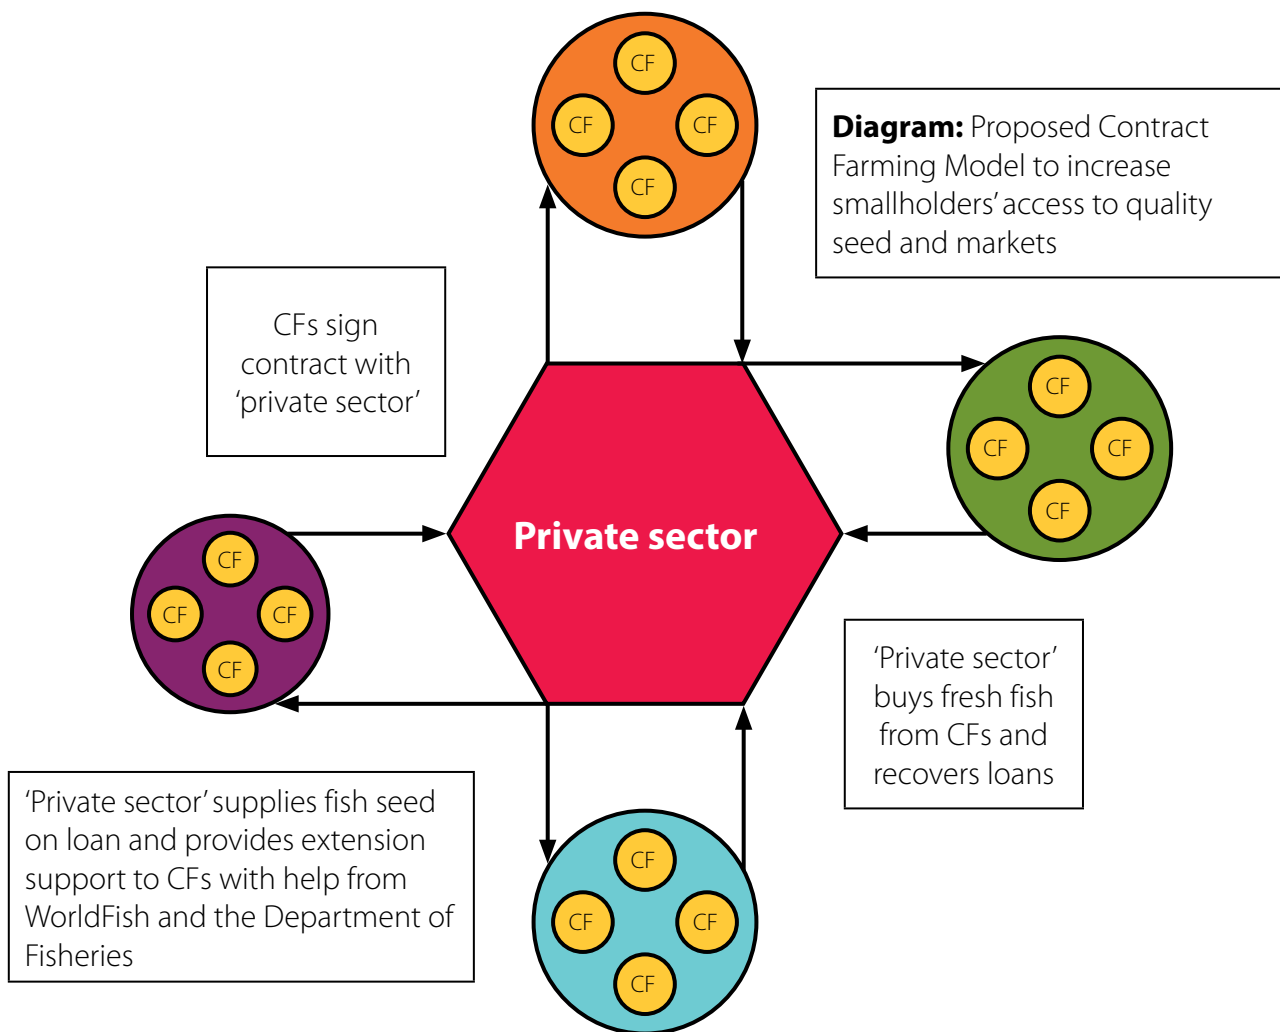 CF
CF
CF
CF
Diagram: Proposed Contract
Farming Model to increase
smallholders’ access to quality
seed and markets
CFs sign
contract with
‘private sector’
CF
CF
CF
CF
Private sector
CF
CF
CF
CF
‘Private sector’
buys fresh fish
from CFs and
recovers loans
‘Private sector’ supplies fish seed
on loan and provides extension
support to CFs with help from
WorldFish and the Department of
Fisheries
CF
CF
CF
CF